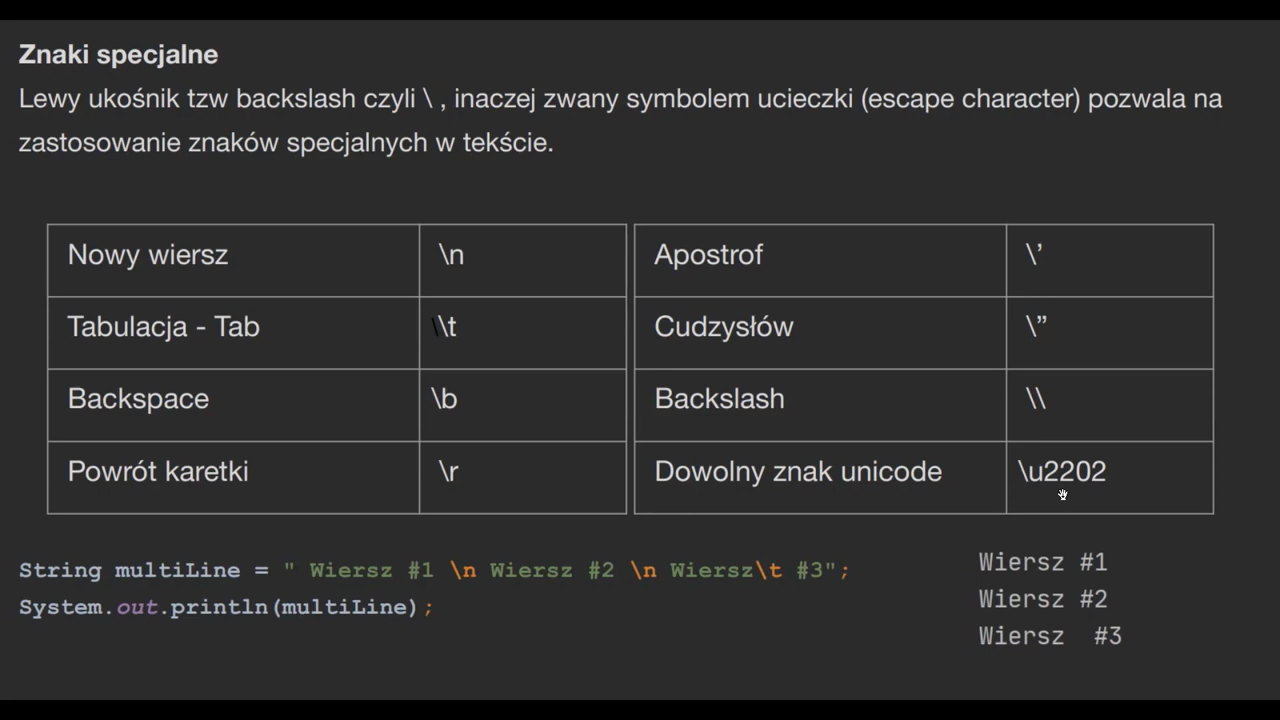 Znaki specjalne
Lewy ukośnik tzw backslash czyli \ , inaczej zwany symbolem ucieczki (escape character) pozwala na
zastosowanie znaków specjalnych w tekście.
Nowy wiersz \n Apostrof \’
Tabulacja - Tab \t Cudzysłów \”
Backspace \b Backslash \\
Powrót karetki \r Dowolny znak unicode \u2202
String multiLine = " Wiersz #1 \n Wiersz #2 \n Wiersz\t #3";
System.out.println(multiLine);
Wiersz #1
Wiersz #2
Wiersz  #3